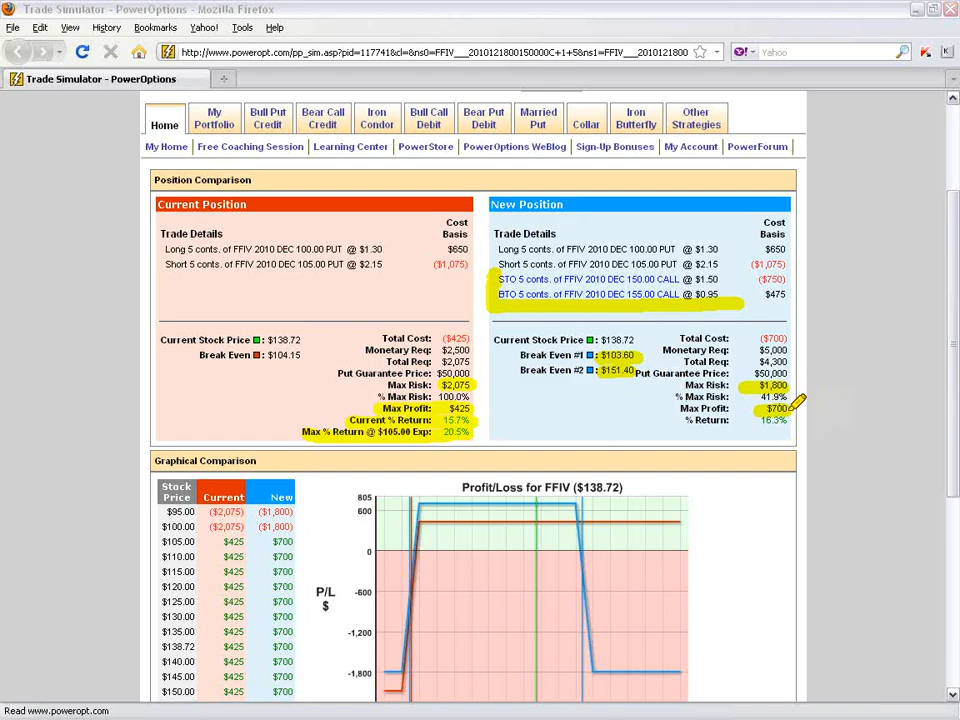 Trade Simulator - PowerOptions - Mozilla Firefox
File Edit View History Bookmarks Yahoo! Tools Help
http://www.poweropt.com/pp_sim.asp?pid=117741&cl=&ns0=FFIV___2010121800150000C+1+5&ns1=FFIV___2010121800 Y! Yahoo
Trade Simulator - PowerOptions
Home My Portfolio Bull Put Credit Bear Call Credit Iron Condor Bull Call Debit Bear Put Debit Married Put Collar Iron Butterfly Other Strategies
My Home Free Coaching Session Learning Center PowerStore PowerOptions WeBlog Sign-Up Bonuses My Account PowerForum
Position Comparison
Current Position
Trade Details Cost Basis
Long 5 conts. of FFIV 2010 DEC 100.00 PUT @ $1.30 $650
Short 5 conts. of FFIV 2010 DEC 105.00 PUT @ $2.15 ($1,075)
Current Stock Price $138.72
Break Even $104.15
Total Cost: ($425)
Monetary Req: $2,500
Total Req: $2,075
Put Guarantee Price: $50,000
Max Risk: $2,075
% Max Risk: 100.0%
Max Profit: $425
Current % Return: 15.7%
Max % Return @ $105.00 Exp: 20.5%
New Position
Trade Details Cost Basis
Long 5 conts. of FFIV 2010 DEC 100.00 PUT @ $1.30 $650
Short 5 conts. of FFIV 2010 DEC 105.00 PUT @ $2.15 ($1,075)
STO 5 conts. of FFIV 2010 DEC 150.00 CALL @ $1.50 ($750)
BTO 5 conts. of FFIV 2010 DEC 155.00 CALL @ $0.95 $475
Current Stock Price $138.72
Break Even #1 $103.60
Break Even #2 $151.40
Total Cost: ($700)
Monetary Req: $5,000
Total Req: $4,300
Put Guarantee Price: $50,000
Max Risk: $1,800
% Max Risk: 41.9%
Max Profit: $700
% Return: 16.3%
Graphical Comparison
Stock Price Current New
$95.00 ($2,075) ($1,800)
$100.00 ($2,075) ($1,800)
$105.00 $425 $700
$110.00 $425 $700
$115.00 $425 $700
$120.00 $425 $700
$125.00 $425 $700
$130.00 $425 $700
$135.00 $425 $700
$138.72 $425 $700
$140.00 $425 $700
$145.00 $425 $700
$150.00 $425 $700
Profit/Loss for FFIV ($138.72)
805
600
0
-600
-1,200
-1,800
P/L
$
Read www.poweropt.com